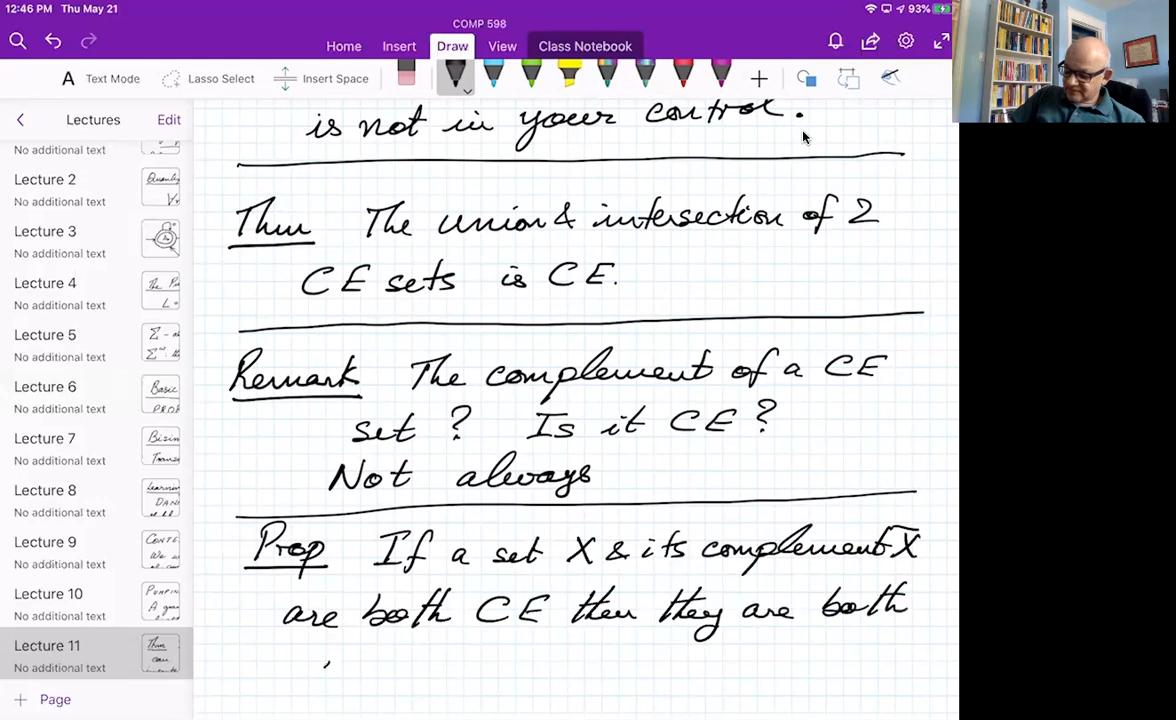 12:46 PM Thu May 21
93%
COMP 598
Home Insert Draw View Class Notebook
A Text Mode Lasso Select Insert Space
Lectures Edit
No additional text
Lecture 2
No additional text
Lecture 3
No additional text
Lecture 4
No additional text
Lecture 5
No additional text
Lecture 6
No additional text
Lecture 7
No additional text
Lecture 8
No additional text
Lecture 9
No additional text
Lecture 10
No additional text
Lecture 11
No additional text
+ Page
is not in your control.
Thm The union & intersection of 2
CE sets is CE.
Remark The complement of a CE
set ? Is it CE ?
Not always
Prop If a set X & its complement X̅
are both CE then they are both